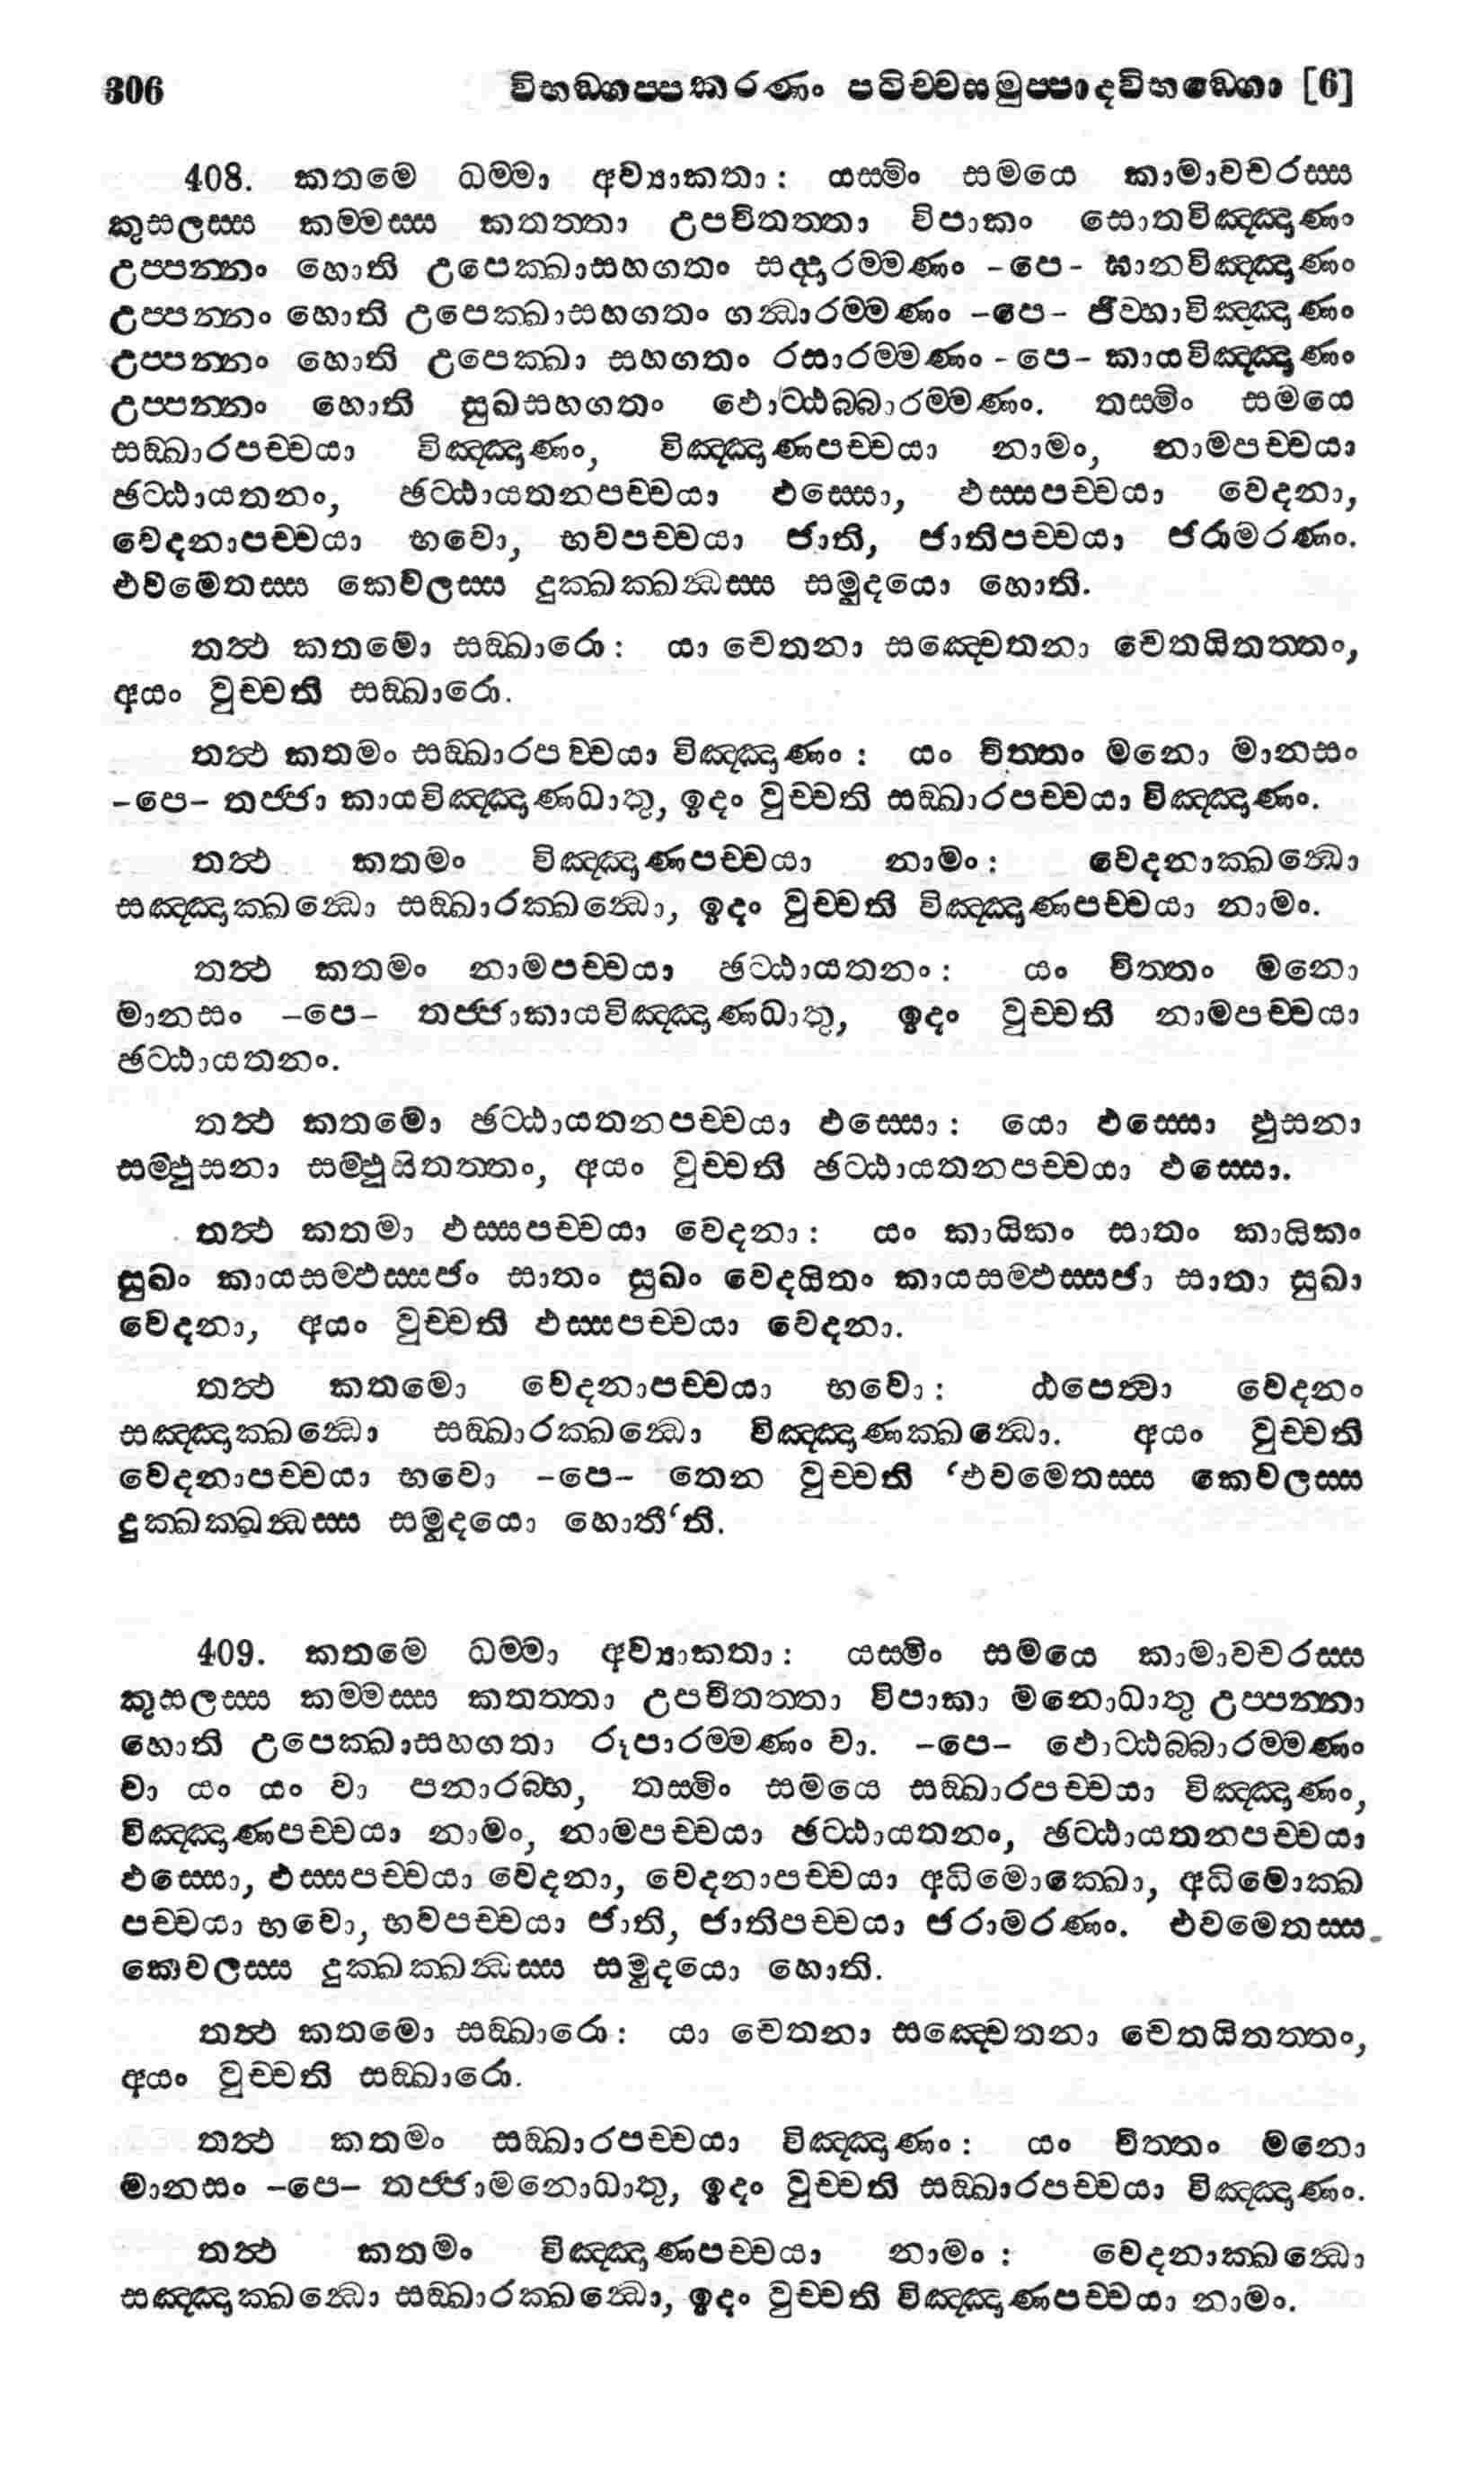 306 විභඞ්ගප්පකරණං පටිච්චසමුප්පාදවිභඞ්ගො [6]
408. කතමෙ ධම්මා අව්‍යාකතා: යස්මිං සමයෙ කාමාවචරස්ස
කුසලස්ස කම්මස්ස කතත්තා උපචිතත්තා විපාකං සොතවිඤ්ඤාණං
උප්පන්නං හොති උපෙක්ඛාසහගතං සද්දාරම්මණං -පෙ- ඝානවිඤ්ඤාණං
උප්පන්නං හොති උපෙක්ඛාසහගතං ගන්ධාරම්මණං -පෙ- ජිව්හාවිඤ්ඤාණං
උප්පන්නං හොති උපෙක්ඛා සහගතං රසාරම්මණං -පෙ- කායවිඤ්ඤාණං
උප්පන්නං හොති සුඛසහගතං ඵොට්ඨබ්බාරම්මණං. තස්මිං සමයෙ
සඞ්ඛාරපච්චයා විඤ්ඤාණං, විඤ්ඤාණපච්චයා නාමං, නාමපච්චයා
ඡට්ඨායතනං, ඡට්ඨායතනපච්චයා ඵස්සො, ඵස්සපච්චයා වෙදනා,
වෙදනාපච්චයා භවො, භවපච්චයා ජාති, ජාතිපච්චයා ජරාමරණං.
එවමෙතස්ස කෙවලස්ස දුක්ඛක්ඛන්ධස්ස සමුදයො හොති.
තත්‍ථ කතමො සඞ්ඛාරො: යා චෙතනා සඤ්චෙතනා චෙතයිතත්තං,
අයං වුච්චති සඞ්ඛාරො.
තත්‍ථ කතමං සඞ්ඛාරපච්චයා විඤ්ඤාණං: යං චිත්තං මනො මානසං
-පෙ- තජ්ජා කායවිඤ්ඤාණධාතු, ඉදං වුච්චති සඞ්ඛාරපච්චයා විඤ්ඤාණං.
තත්‍ථ කතමං විඤ්ඤාණපච්චයා නාමං: වෙදනාක්ඛන්ධො
සඤ්ඤාක්ඛන්ධො සඞ්ඛාරක්ඛන්ධො, ඉදං වුච්චති විඤ්ඤාණපච්චයා නාමං.
තත්‍ථ කතමං නාමපච්චයා ඡට්ඨායතනං: යං චිත්තං මනො
මානසං -පෙ- තජ්ජාකායවිඤ්ඤාණධාතු, ඉදං වුච්චති නාමපච්චයා
ඡට්ඨායතනං.
තත්‍ථ කතමො ඡට්ඨායතනපච්චයා ඵස්සො: යො ඵස්සො ඵුසනා
සම්ඵුසනා සම්ඵුයිතත්තං, අයං වුච්චති ඡට්ඨායතනපච්චයා ඵස්සො.
තත්‍ථ කතමා ඵස්සපච්චයා වෙදනා: යං කායිකං සාතං කායිකං
සුඛං කායසම්ඵස්සජං සාතං සුඛං වෙදයිතං කායසම්ඵස්සජා සාතා සුඛා
වෙදනා, අයං වුච්චති ඵස්සපච්චයා වෙදනා.
තත්‍ථ කතමො වෙදනාපච්චයා භවො: ඨපෙත්‍වා වෙදනං
සඤ්ඤාක්ඛන්ධො සඞ්ඛාරක්ඛන්ධො විඤ්ඤාණක්ඛන්ධො. අයං වුච්චති
වෙදනාපච්චයා භවො -පෙ- තෙන වුච්චති ‘එවමෙතස්ස කෙවලස්ස
දුක්ඛක්ඛන්ධස්ස සමුදයො හොතී‘ති.
409. කතමෙ ධම්මා අව්‍යාකතා: යස්මිං සමයෙ කාමාවචරස්ස
කුසලස්ස කම්මස්ස කතත්තා උපචිතත්තා විපාකා මනොධාතු උප්පන්නා
හොති උපෙක්ඛාසහගතා රූපාරම්මණං වා. -පෙ- ඵොට්ඨබ්බාරම්මණං
වා යං යං වා පනාරබ්භ, තස්මිං සමයෙ සඞ්ඛාරපච්චයා විඤ්ඤාණං,
විඤ්ඤාණපච්චයා නාමං, නාමපච්චයා ඡට්ඨායතනං, ඡට්ඨායතනපච්චයා
ඵස්සො, ඵස්සපච්චයා වෙදනා, වෙදනාපච්චයා අධිමොක්ඛො, අධිමොක්ඛ
පච්චයා භවො, භවපච්චයා ජාති, ජාතිපච්චයා ජරාමරණං. එවමෙතස්ස
කෙවලස්ස දුක්ඛක්ඛන්ධස්ස සමුදයො හොති.
තත්‍ථ කතමො සඞ්ඛාරො: යා චෙතනා සඤ්චෙතනා චෙතයිතත්තං,
අයං වුච්චති සඞ්ඛාරො.
තත්‍ථ කතමං සඞ්ඛාරපච්චයා විඤ්ඤාණං: යං චිත්තං මනො
මානසං -පෙ- තජ්ජාමනොධාතු, ඉදං වුච්චති සඞ්ඛාරපච්චයා විඤ්ඤාණං.
තත්‍ථ කතමං විඤ්ඤාණපච්චයා නාමං: වෙදනාක්ඛන්ධො
සඤ්ඤාක්ඛන්ධො සඞ්ඛාරක්ඛන්ධො, ඉදං වුච්චති විඤ්ඤාණපච්චයා නාමං.